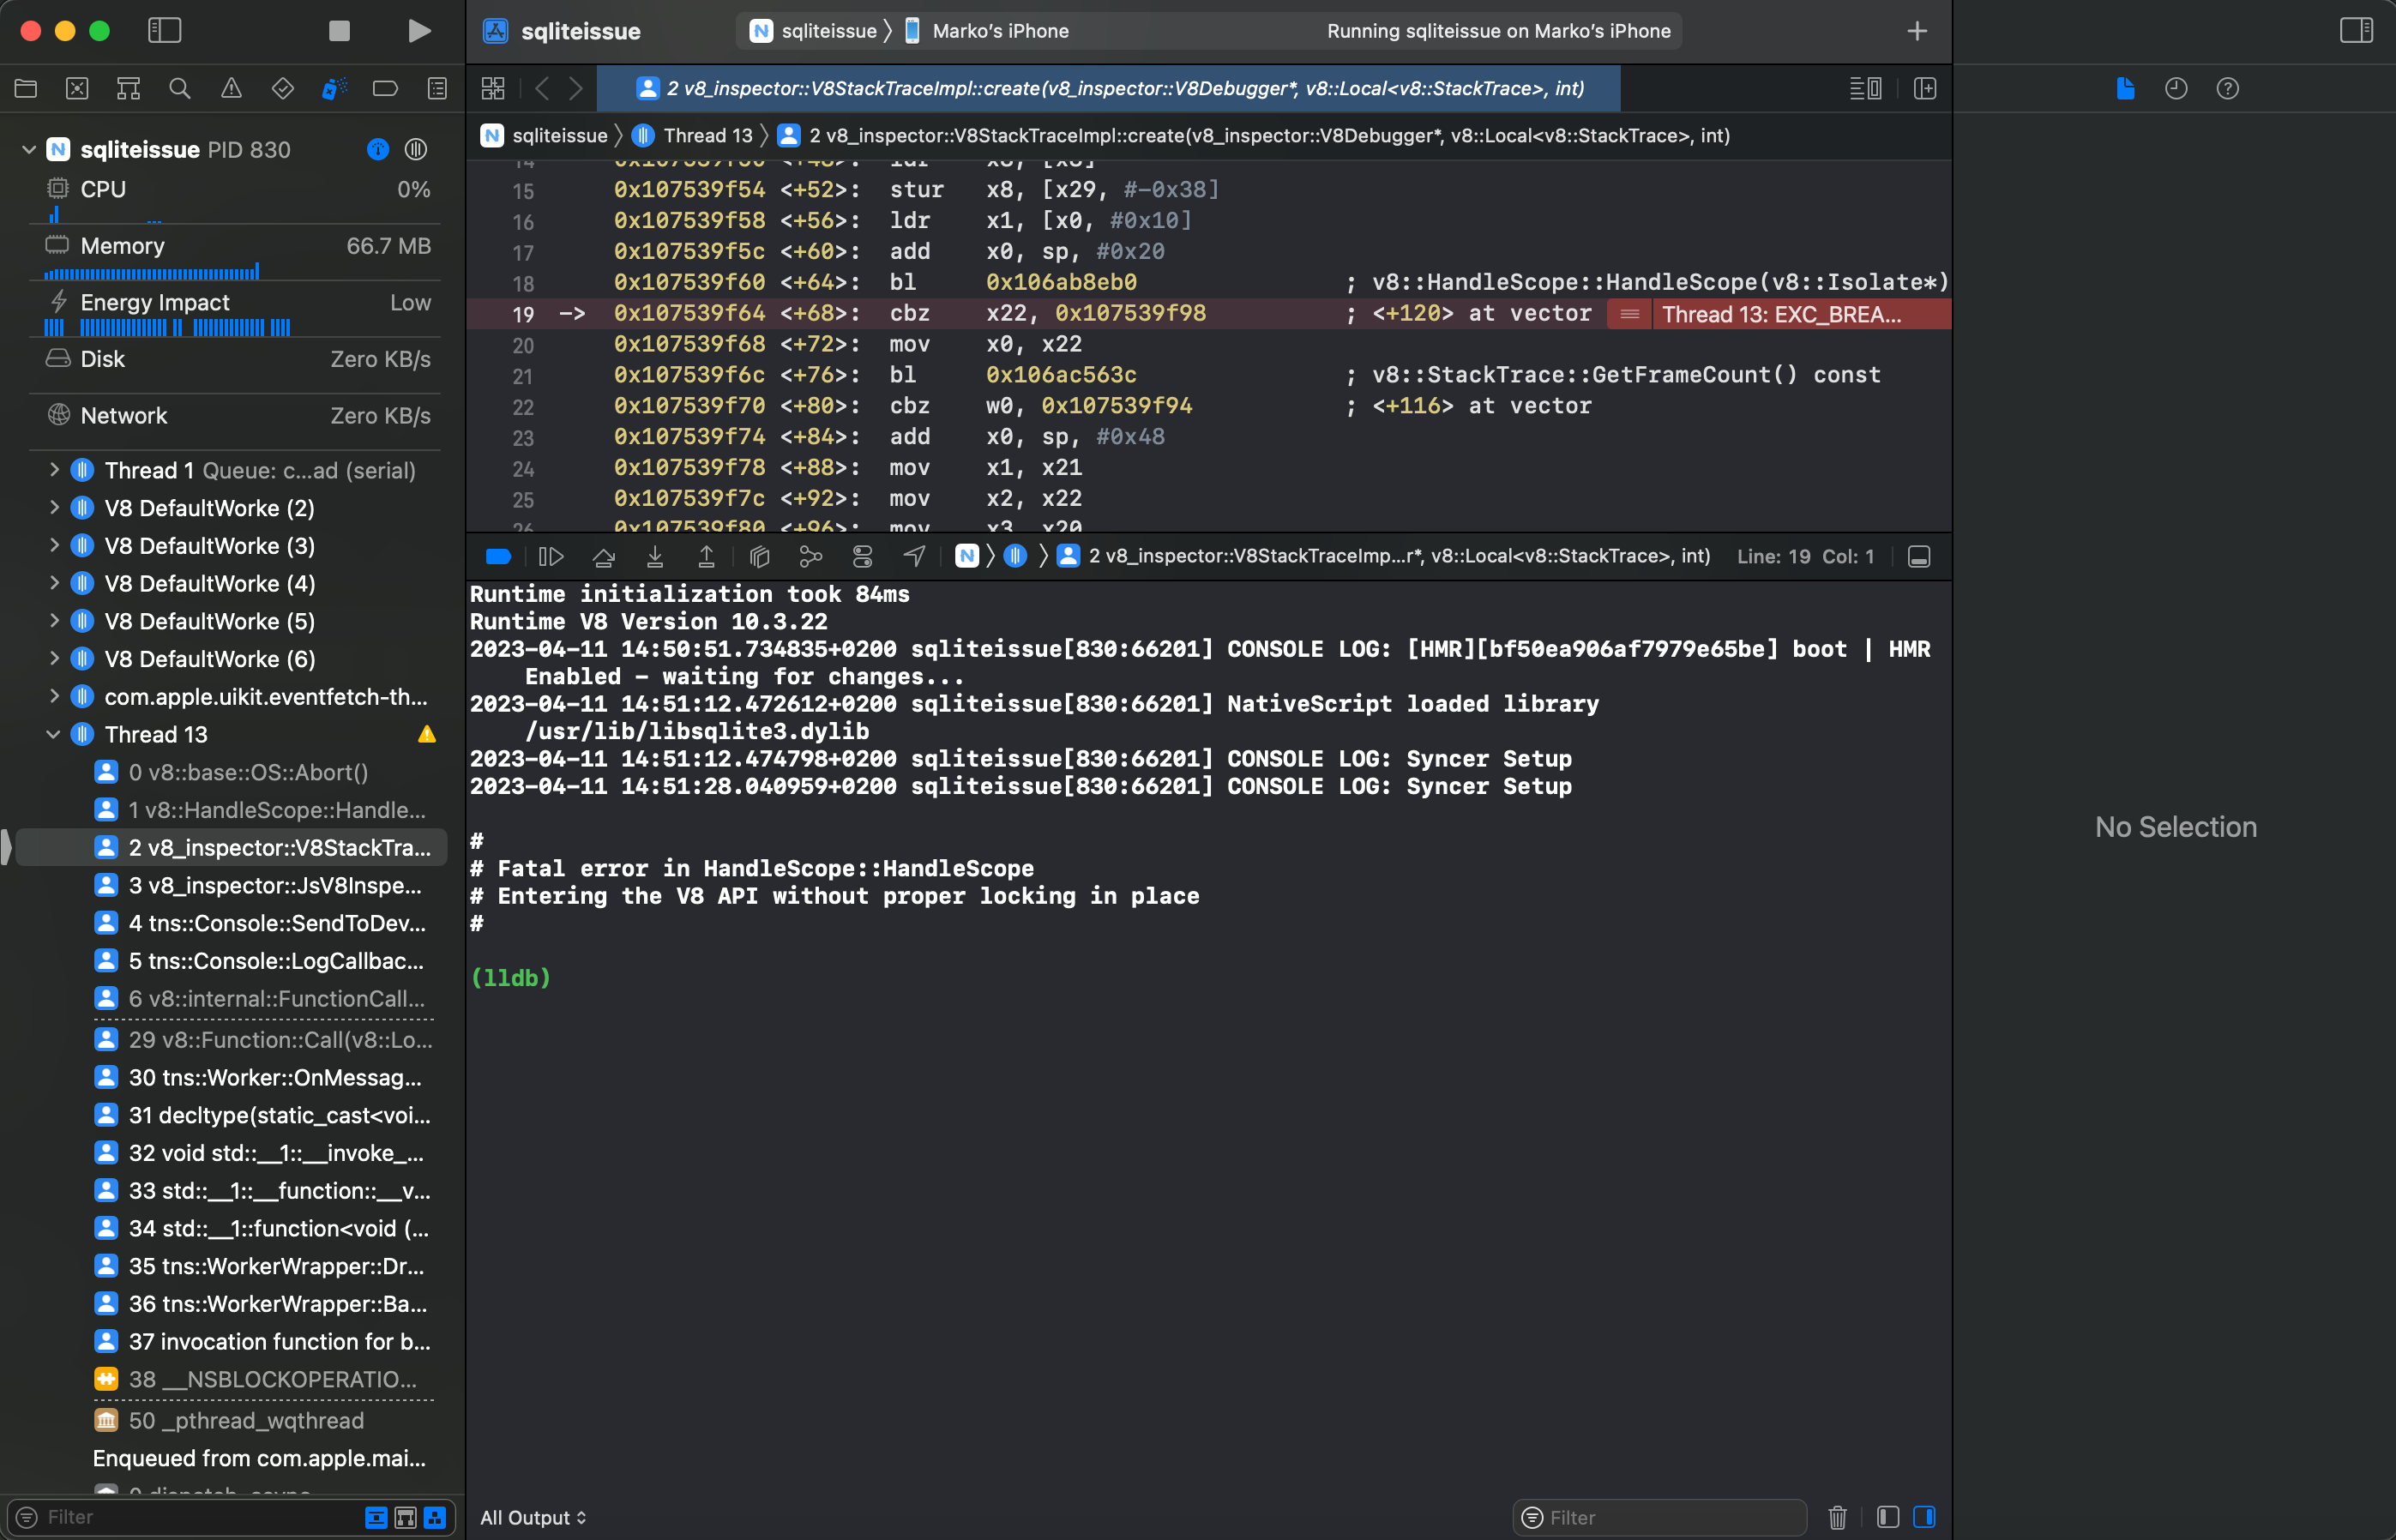 sqliteissue
sqliteissue 〉 Marko’s iPhone
Running sqliteissue on Marko’s iPhone
2 v8_inspector::V8StackTraceImpl::create(v8_inspector::V8Debugger*, v8::Local<v8::StackTrace>, int)
sqliteissue 〉 Thread 13 〉 2 v8_inspector::V8StackTraceImpl::create(v8_inspector::V8Debugger*, v8::Local<v8::StackTrace>, int)
sqliteissue PID 830
CPU 0%
Memory 66.7 MB
Energy Impact Low
Disk Zero KB/s
Network Zero KB/s
Thread 1 Queue: c...ad (serial)
V8 DefaultWorke (2)
V8 DefaultWorke (3)
V8 DefaultWorke (4)
V8 DefaultWorke (5)
V8 DefaultWorke (6)
com.apple.uikit.eventfetch-th...
Thread 13
0 v8::base::OS::Abort()
1 v8::HandleScope::Handle...
2 v8_inspector::V8StackTra...
3 v8_inspector::JsV8Inspe...
4 tns::Console::SendToDev...
5 tns::Console::LogCallbac...
6 v8::internal::FunctionCall...
29 v8::Function::Call(v8::Lo...
30 tns::Worker::OnMessag...
31 decltype(static_cast<voi...
32 void std::__1::__invoke_...
33 std::__1::__function::__v...
34 std::__1::function<void (...
35 tns::WorkerWrapper::Dr...
36 tns::WorkerWrapper::Ba...
37 invocation function for b...
38 __NSBLOCKOPERATIO...
50 _pthread_wqthread
Enqueued from com.apple.mai...
0 dispatch_async
Filter
14 0x107539f50 <+48>: ldr x8, [x8]
15 0x107539f54 <+52>: stur x8, [x29, #-0x38]
16 0x107539f58 <+56>: ldr x1, [x0, #0x10]
17 0x107539f5c <+60>: add x0, sp, #0x20
18 0x107539f60 <+64>: bl 0x106ab8eb0 ; v8::HandleScope::HandleScope(v8::Isolate*)
19 -> 0x107539f64 <+68>: cbz x22, 0x107539f98 ; <+120> at vector Thread 13: EXC_BREA...
20 0x107539f68 <+72>: mov x0, x22
21 0x107539f6c <+76>: bl 0x106ac563c ; v8::StackTrace::GetFrameCount() const
22 0x107539f70 <+80>: cbz w0, 0x107539f94 ; <+116> at vector
23 0x107539f74 <+84>: add x0, sp, #0x48
24 0x107539f78 <+88>: mov x1, x21
25 0x107539f7c <+92>: mov x2, x22
26 0x107539f80 <+96>: mov x3, x20
2 v8_inspector::V8StackTraceImp...r*, v8::Local<v8::StackTrace>, int) Line: 19 Col: 1
Runtime initialization took 84ms
Runtime V8 Version 10.3.22
2023-04-11 14:50:51.734835+0200 sqliteissue[830:66201] CONSOLE LOG: [HMR][bf50ea906af7979e65be] boot | HMR
Enabled - waiting for changes...
2023-04-11 14:51:12.472612+0200 sqliteissue[830:66201] NativeScript loaded library
/usr/lib/libsqlite3.dylib
2023-04-11 14:51:12.474798+0200 sqliteissue[830:66201] CONSOLE LOG: Syncer Setup
2023-04-11 14:51:28.040959+0200 sqliteissue[830:66201] CONSOLE LOG: Syncer Setup
#
# Fatal error in HandleScope::HandleScope
# Entering the V8 API without proper locking in place
#
(lldb)
All Output
Filter
No Selection